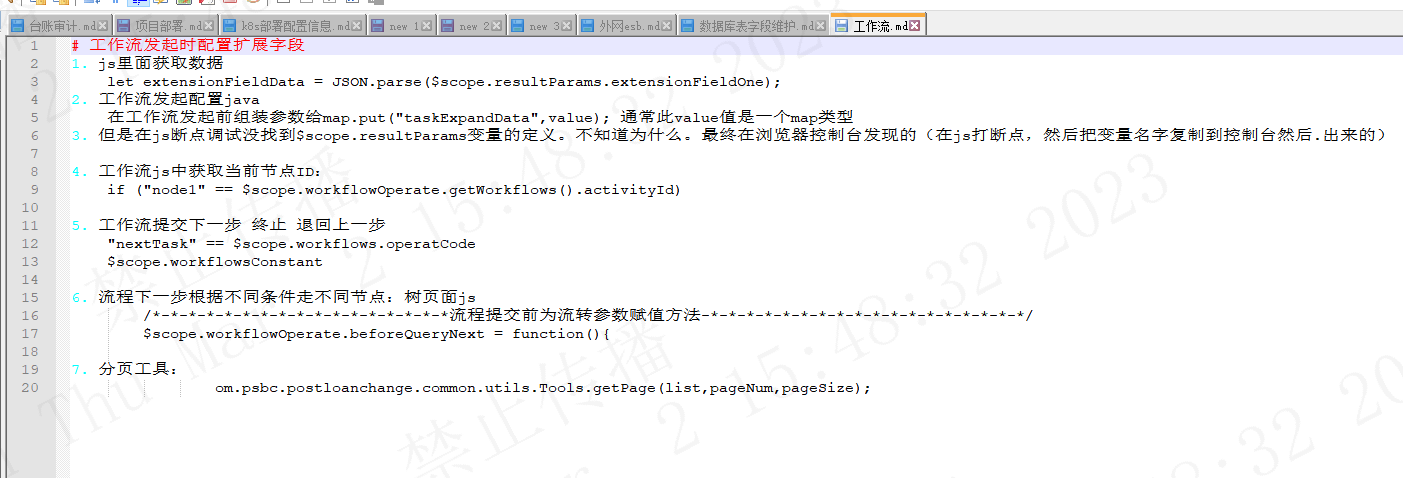 台账审计.md 项目部署.md k8s部署配置信息.md new 1 new 2 new 3 外网esb.md 数据库表字段维护.md 工作流.md
1 # 工作流发起时配置扩展字段
2 1. js里面获取数据
3 let extensionFieldData = JSON.parse($scope.resultParams.extensionFieldOne);
4 2. 工作流发起配置java
5 在工作流发起前组装参数给map.put("taskExpandData",value); 通常此value值是一个map类型
6 3. 但是在js断点调试没找到$scope.resultParams变量的定义。不知道为什么。最终在浏览器控制台发现的（在js打断点，然后把变量名字复制到控制台然后.出来的）
7
8 4. 工作流js中获取当前节点ID：
9 if ("node1" == $scope.workflowOperate.getWorkflows().activityId)
10
11 5. 工作流提交下一步 终止 退回上一步
12 "nextTask" == $scope.workflows.operatCode
13 $scope.workflowsConstant
14
15 6. 流程下一步根据不同条件走不同节点：树页面js
16 /*-*-*-*-*-*-*-*-*-*-*-*-*-*-*-*-*流程提交前为流转参数赋值方法-*-*-*-*-*-*-*-*-*-*-*-*-*-*-*-*-*-*/
17 $scope.workflowOperate.beforeQueryNext = function(){
18
19 7. 分页工具：
20 om.psbc.postloanchange.common.utils.Tools.getPage(list,pageNum,pageSize);
禁止传播
禁止传播
2 15:48:32 2023
2 15:48:32